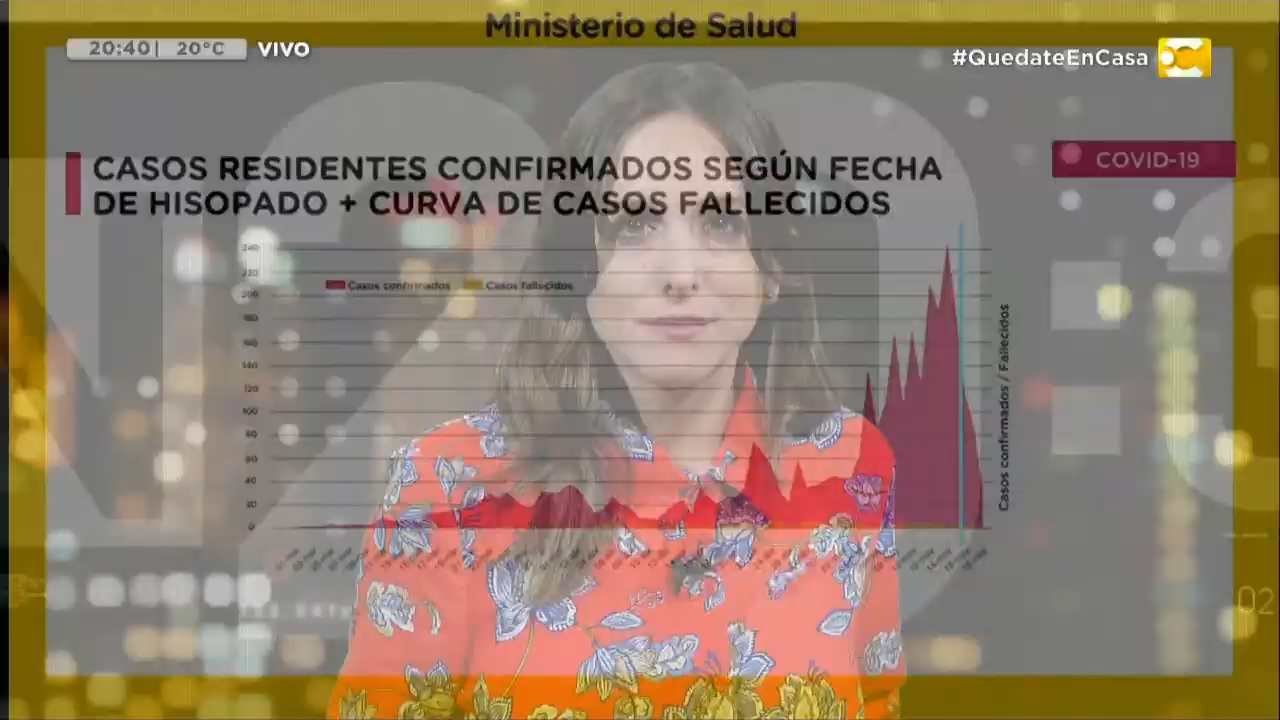 Ministerio de Salud
20:40| 20°C VIVO
#QuedateEnCasa
CASOS RESIDENTES CONFIRMADOS SEGÚN FECHA
DE HISOPADO + CURVA DE CASOS FALLECIDOS
COVID-19
Casos confirmados Casos fallecidos
240
220
200
180
160
140
120
100
80
60
40
20
0
Casos confirmados / Fallecidos
02